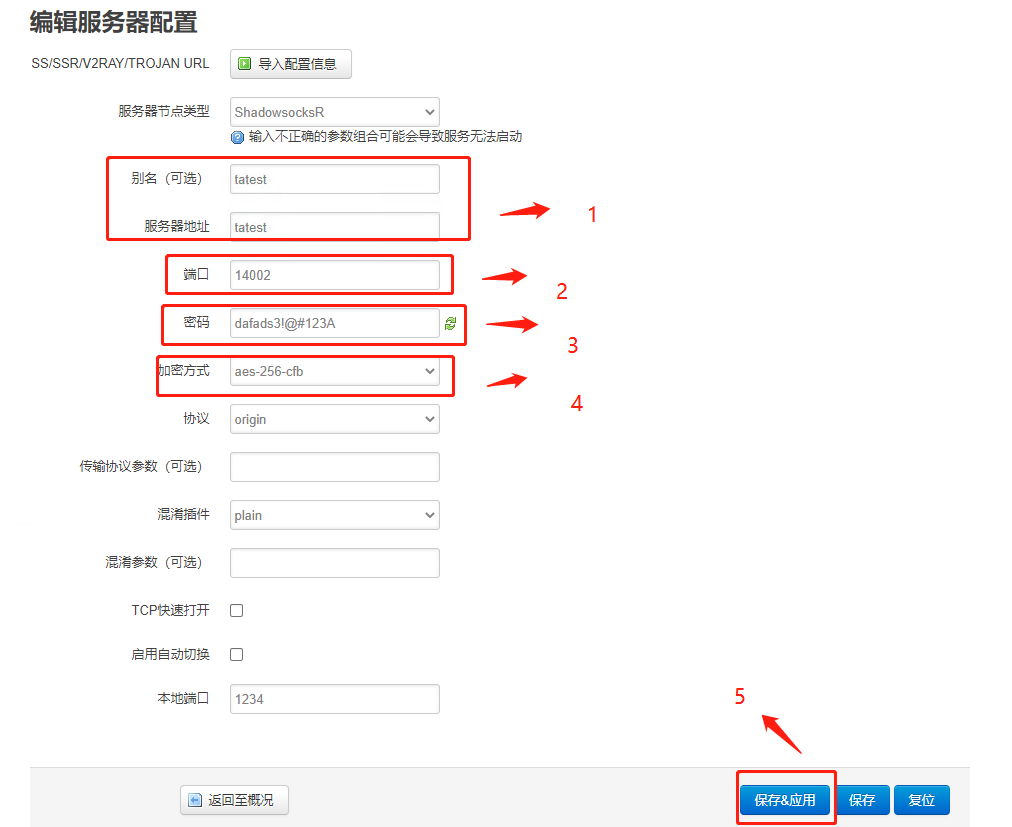 编辑服务器配置
SS/SSR/V2RAY/TROJAN URL 导入配置信息
服务器节点类型 ShadowsocksR
输入不正确的参数组合可能会导致服务无法启动
别名（可选） tatest
1
服务器地址 tatest
端口 14002
2
密码 dafads3!@#123A
3
加密方式 aes-256-cfb
4
协议 origin
传输协议参数（可选）
混淆插件 plain
混淆参数（可选）
TCP快速打开
启用自动切换
本地端口 1234
5
返回至概况 保存&应用 保存 复位